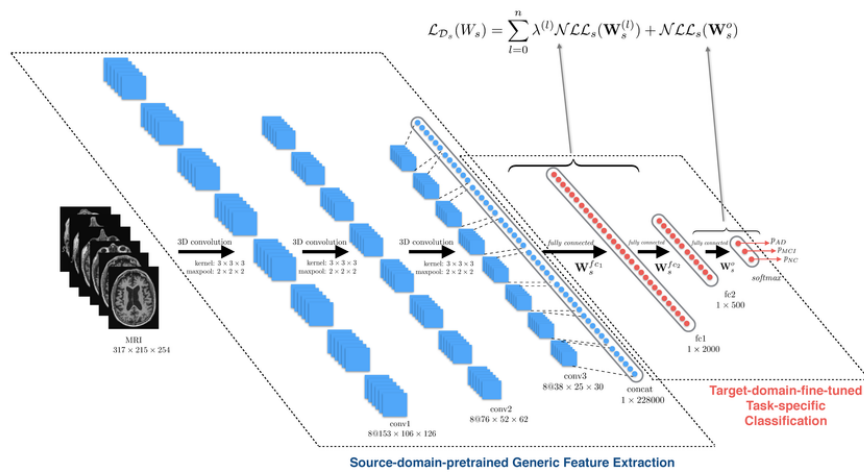 𝓛_{𝓓_s}(W_s) = ∑_{l=0}^{n} λ^{(l)} 𝓝𝓛𝓛_s(𝐖_s^{(l)}) + 𝓝𝓛𝓛_s(𝐖_s^o)
MRI
317 × 215 × 254
3D convolution
kernel: 3 × 3 × 3
maxpool: 2 × 2 × 2
conv1
8@153 × 106 × 126
3D convolution
kernel: 3 × 3 × 3
maxpool: 2 × 2 × 2
conv2
8@76 × 52 × 62
3D convolution
kernel: 3 × 3 × 3
maxpool: 2 × 2 × 2
conv3
8@38 × 25 × 30
concat
1 × 228000
fully connected
𝐖_s^{fc_1}
fc1
1 × 2000
fully connected
𝐖_s^{fc_2}
fc2
1 × 500
fully connected
𝐖_s^o
softmax
p_{AD}
p_{MCI}
p_{NC}
Target-domain-fine-tuned
Task-specific
Classification
Source-domain-pretrained Generic Feature Extraction